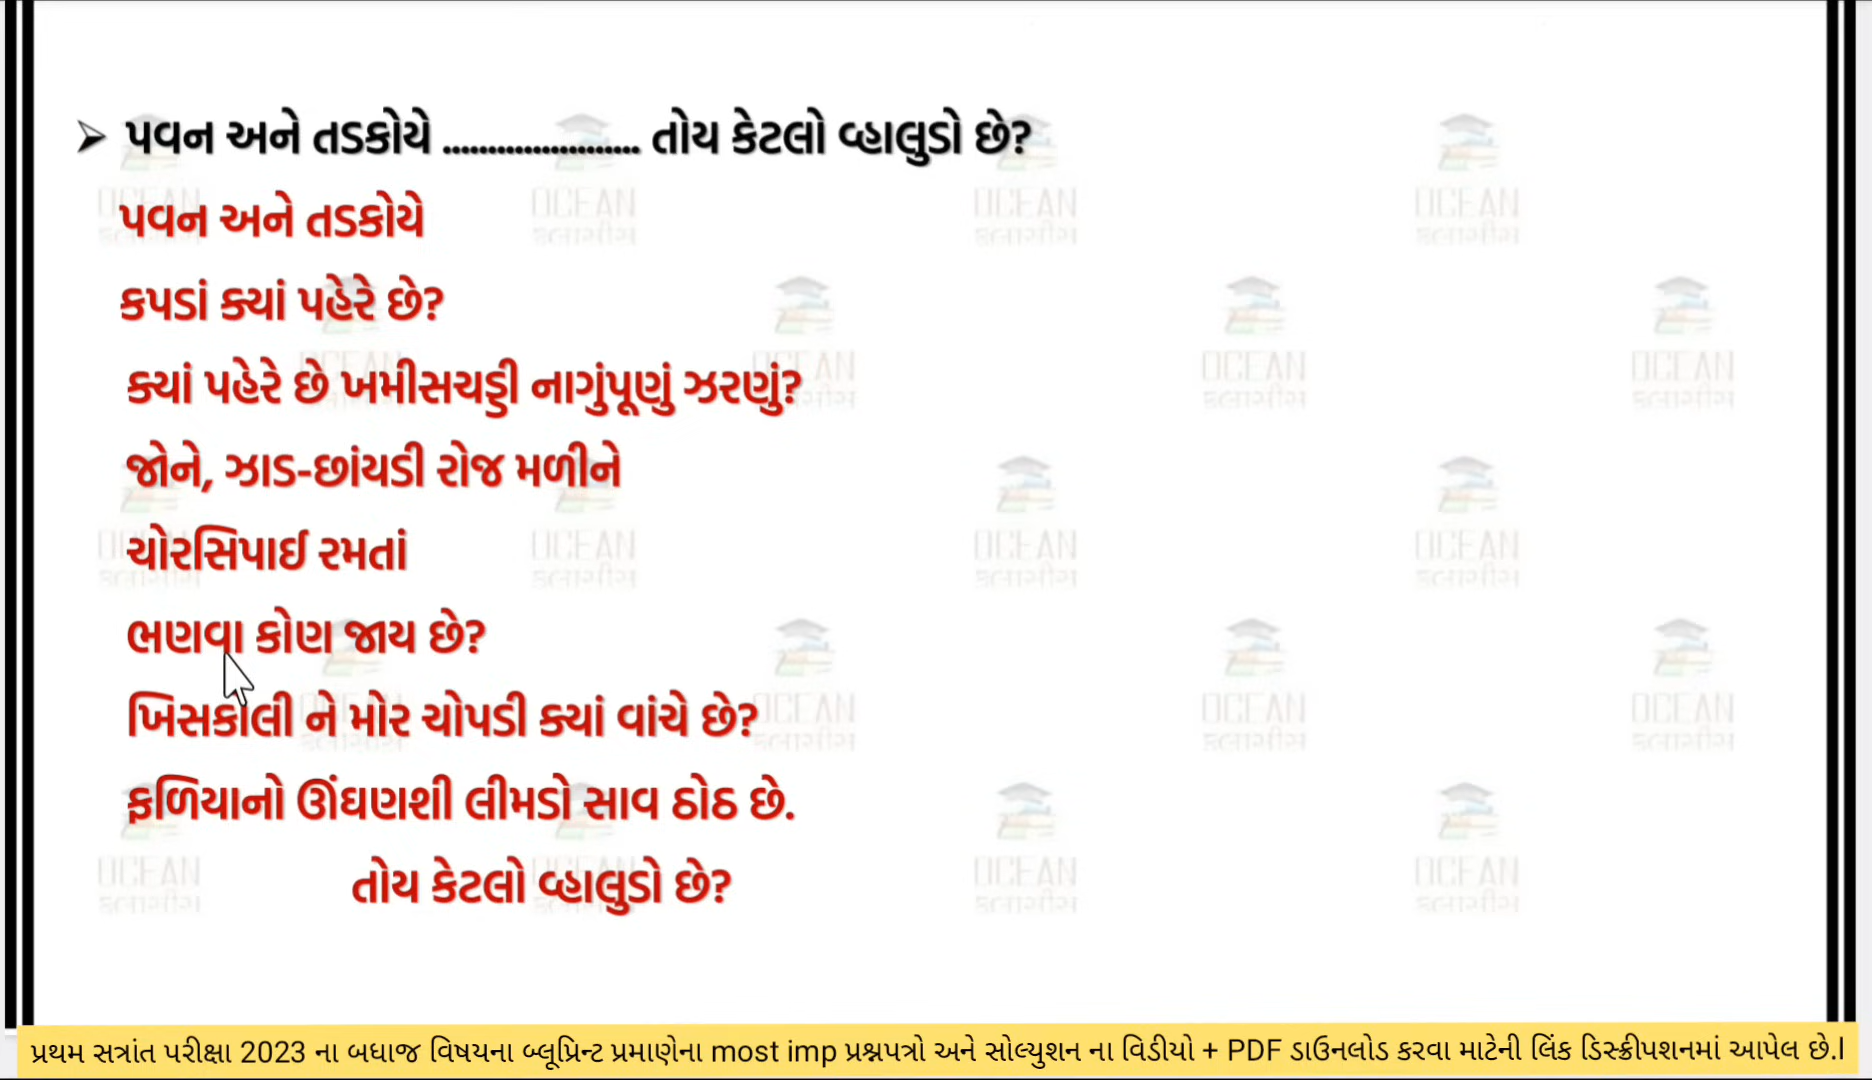 ➢ પવન અને તડકોયે ...................... તોય કેટલો વ્હાલુડો છે?
પવન અને તડકોયે
કપડાં ક્યાં પહેરે છે?
ક્યાં પહેરે છે ખમીસચડ્ડી નાગુંપૂણું ઝરણું?
જોને, ઝાડ-છાંયડી રોજ મળીને
ચોરસિપાઈ રમતાં
ભણવા કોણ જાય છે?
ખિસકોલી ને મોર ચોપડી ક્યાં વાંચે છે?
ફળિયાનો ઊંઘણશી લીમડો સાવ ઠોઠ છે.
તોય કેટલો વ્હાલુડો છે?
OCEAN
ક્લાસીસ
પ્રથમ સત્રાંત પરીક્ષા 2023 ના બધાજ વિષયના બ્લૂપ્રિન્ટ પ્રમાણેના most imp પ્રશ્નપત્રો અને સોલ્યુશન ના વિડીયો + PDF ડાઉનલોડ કરવા માટેની લિંક ડિસ્ક્રીપશનમાં આપેલ છે.l